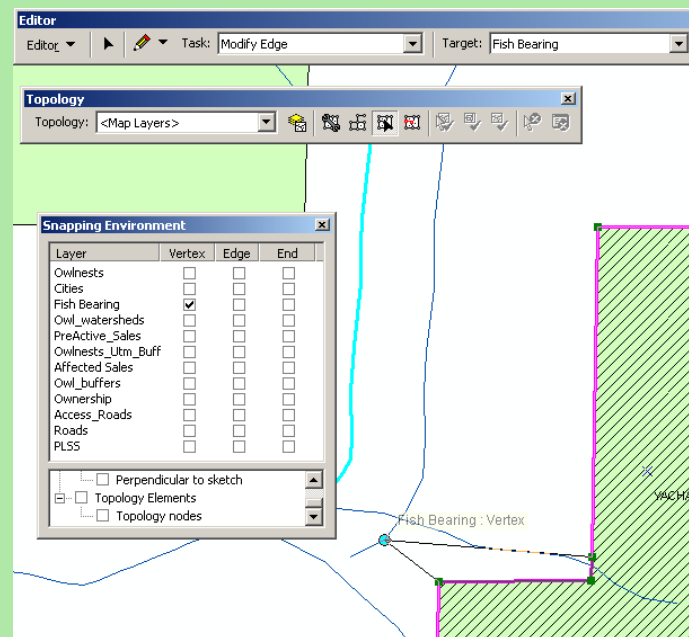 Editor
Editor Task: Modify Edge Target: Fish Bearing
Topology
Topology: <Map Layers>
Snapping Environment
Layer Vertex Edge End
Owlnests
Cities
Fish Bearing
Owl_watersheds
PreActive_Sales
Owlnests_Utm_Buff
Affected Sales
Owl_buffers
Ownership
Access_Roads
Roads
PLSS
Perpendicular to sketch
Topology Elements
Topology nodes
Fish Bearing : Vertex
YACHA